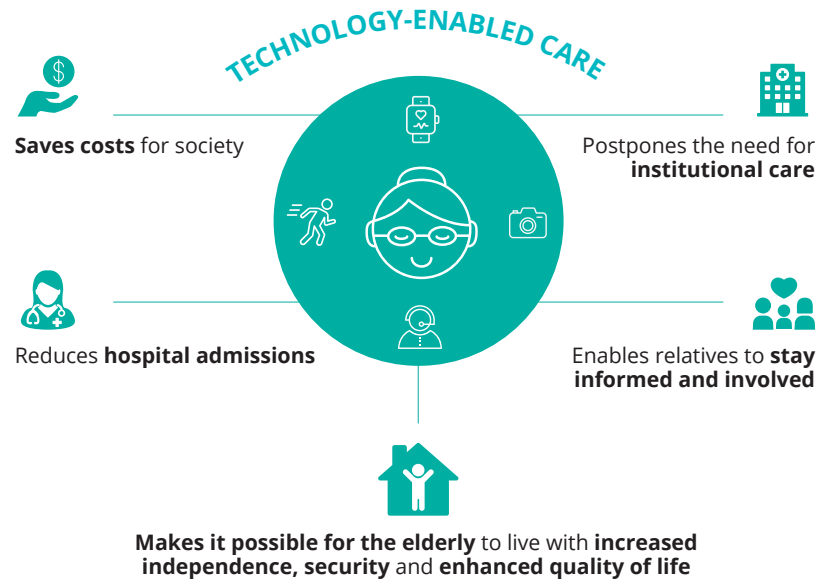 TECHNOLOGY-ENABLED CARE
$
Saves costs for society
Postpones the need for
institutional care
Reduces hospital admissions
Enables relatives to stay
informed and involved
Makes it possible for the elderly to live with increased
independence, security and enhanced quality of life